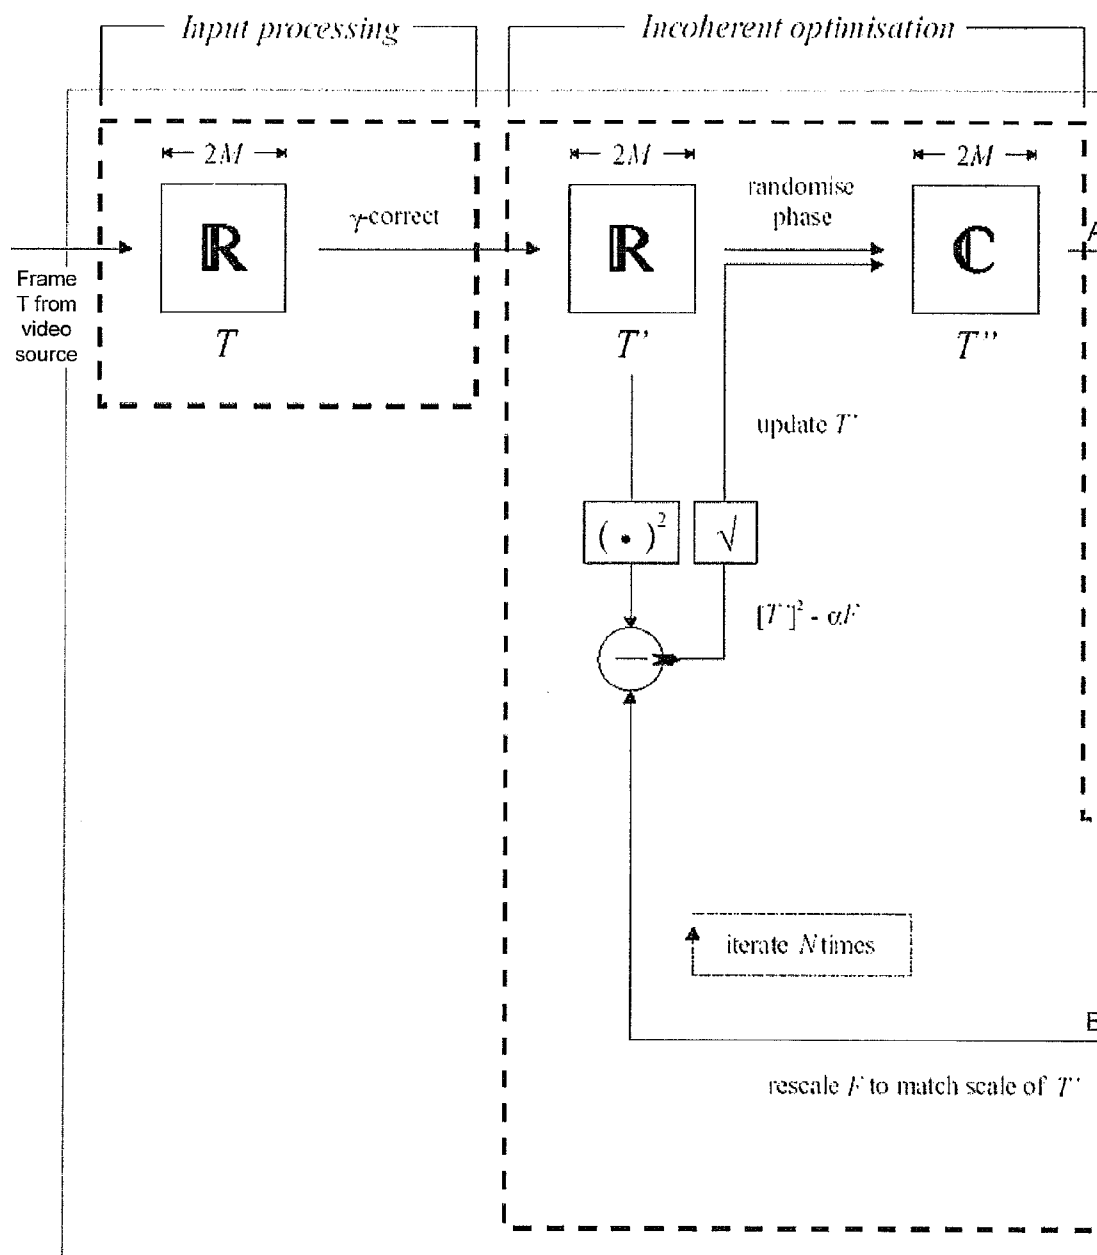 Input processing
Incoherent optimisation
2M
2M
2M
ℝ
γ-correct
ℝ
randomise
phase
ℂ
A
Frame
T from
video
source
T
T'
T''
update T'
(•)²
√
[T']² - αF
−
iterate N times
B
rescale F to match scale of T'